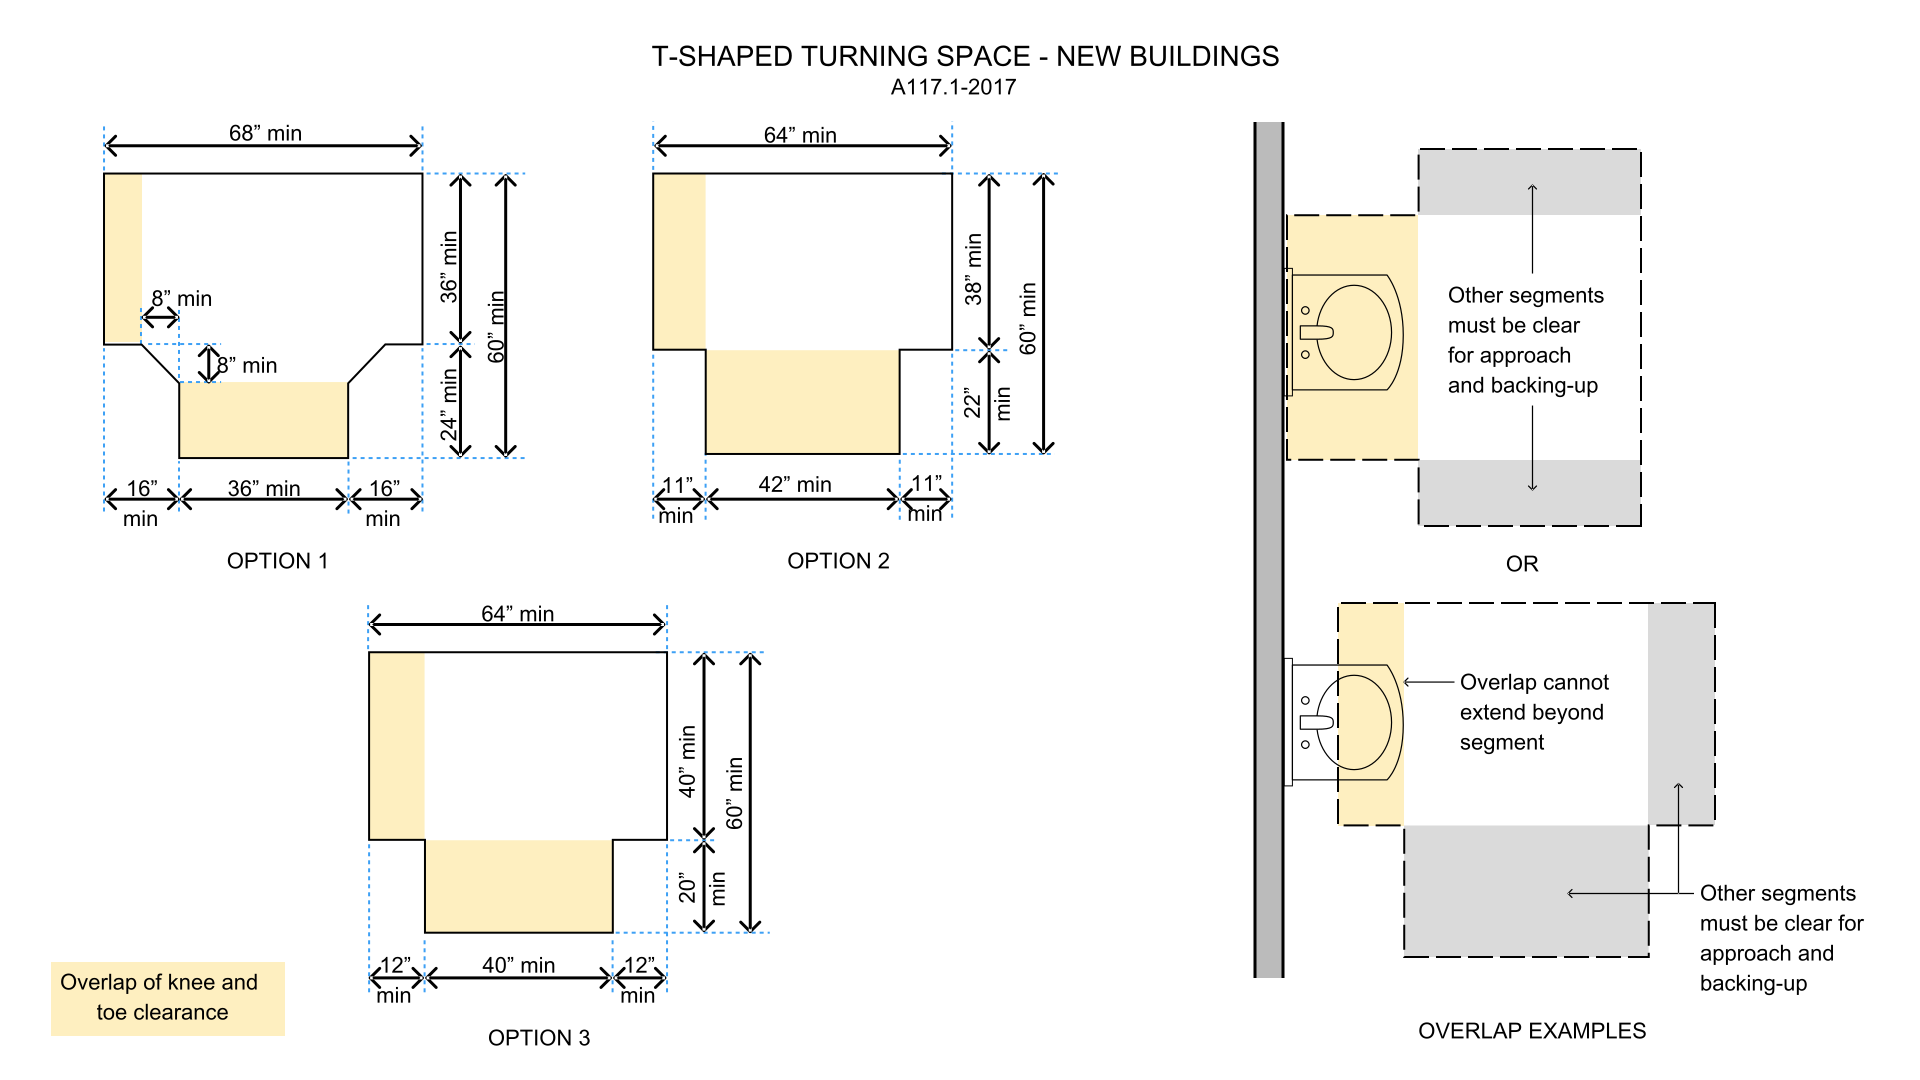 T-SHAPED TURNING SPACE - NEW BUILDINGS
A117.1-2017
68” min
36” min
60” min
24” min
8” min
8” min
16”
min
36” min
16”
min
OPTION 1
64” min
38” min
60” min
22”
min
11”
min
42” min
11”
min
OPTION 2
64” min
40” min
60” min
20”
min
12”
min
40” min
12”
min
OPTION 3
Overlap of knee and
toe clearance
Other segments
must be clear
for approach
and backing-up
OR
Overlap cannot
extend beyond
segment
Other segments
must be clear for
approach and
backing-up
OVERLAP EXAMPLES